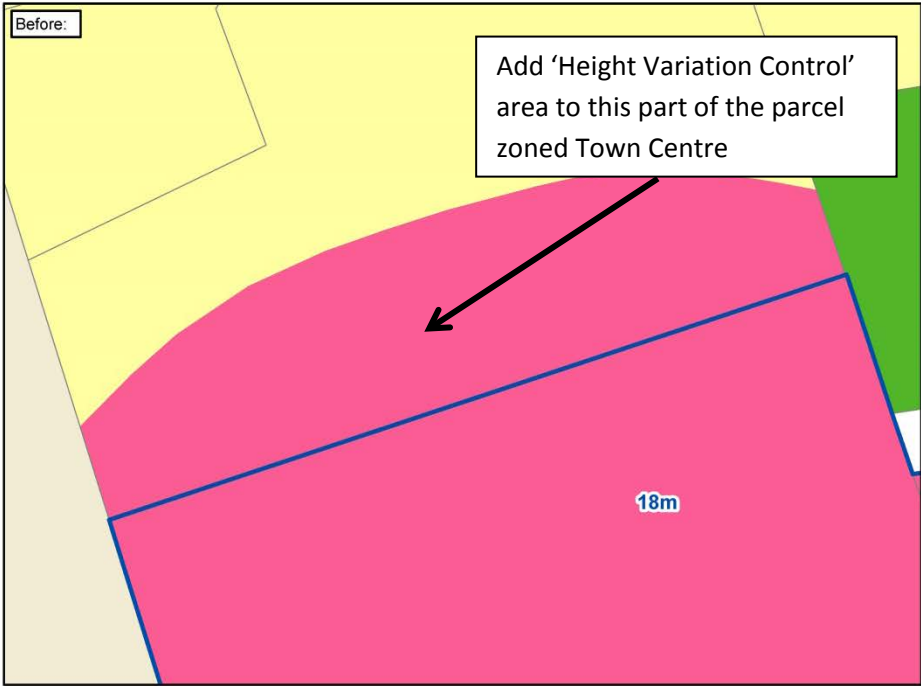 Before:
Add ‘Height Variation Control’
area to this part of the parcel
zoned Town Centre
18m